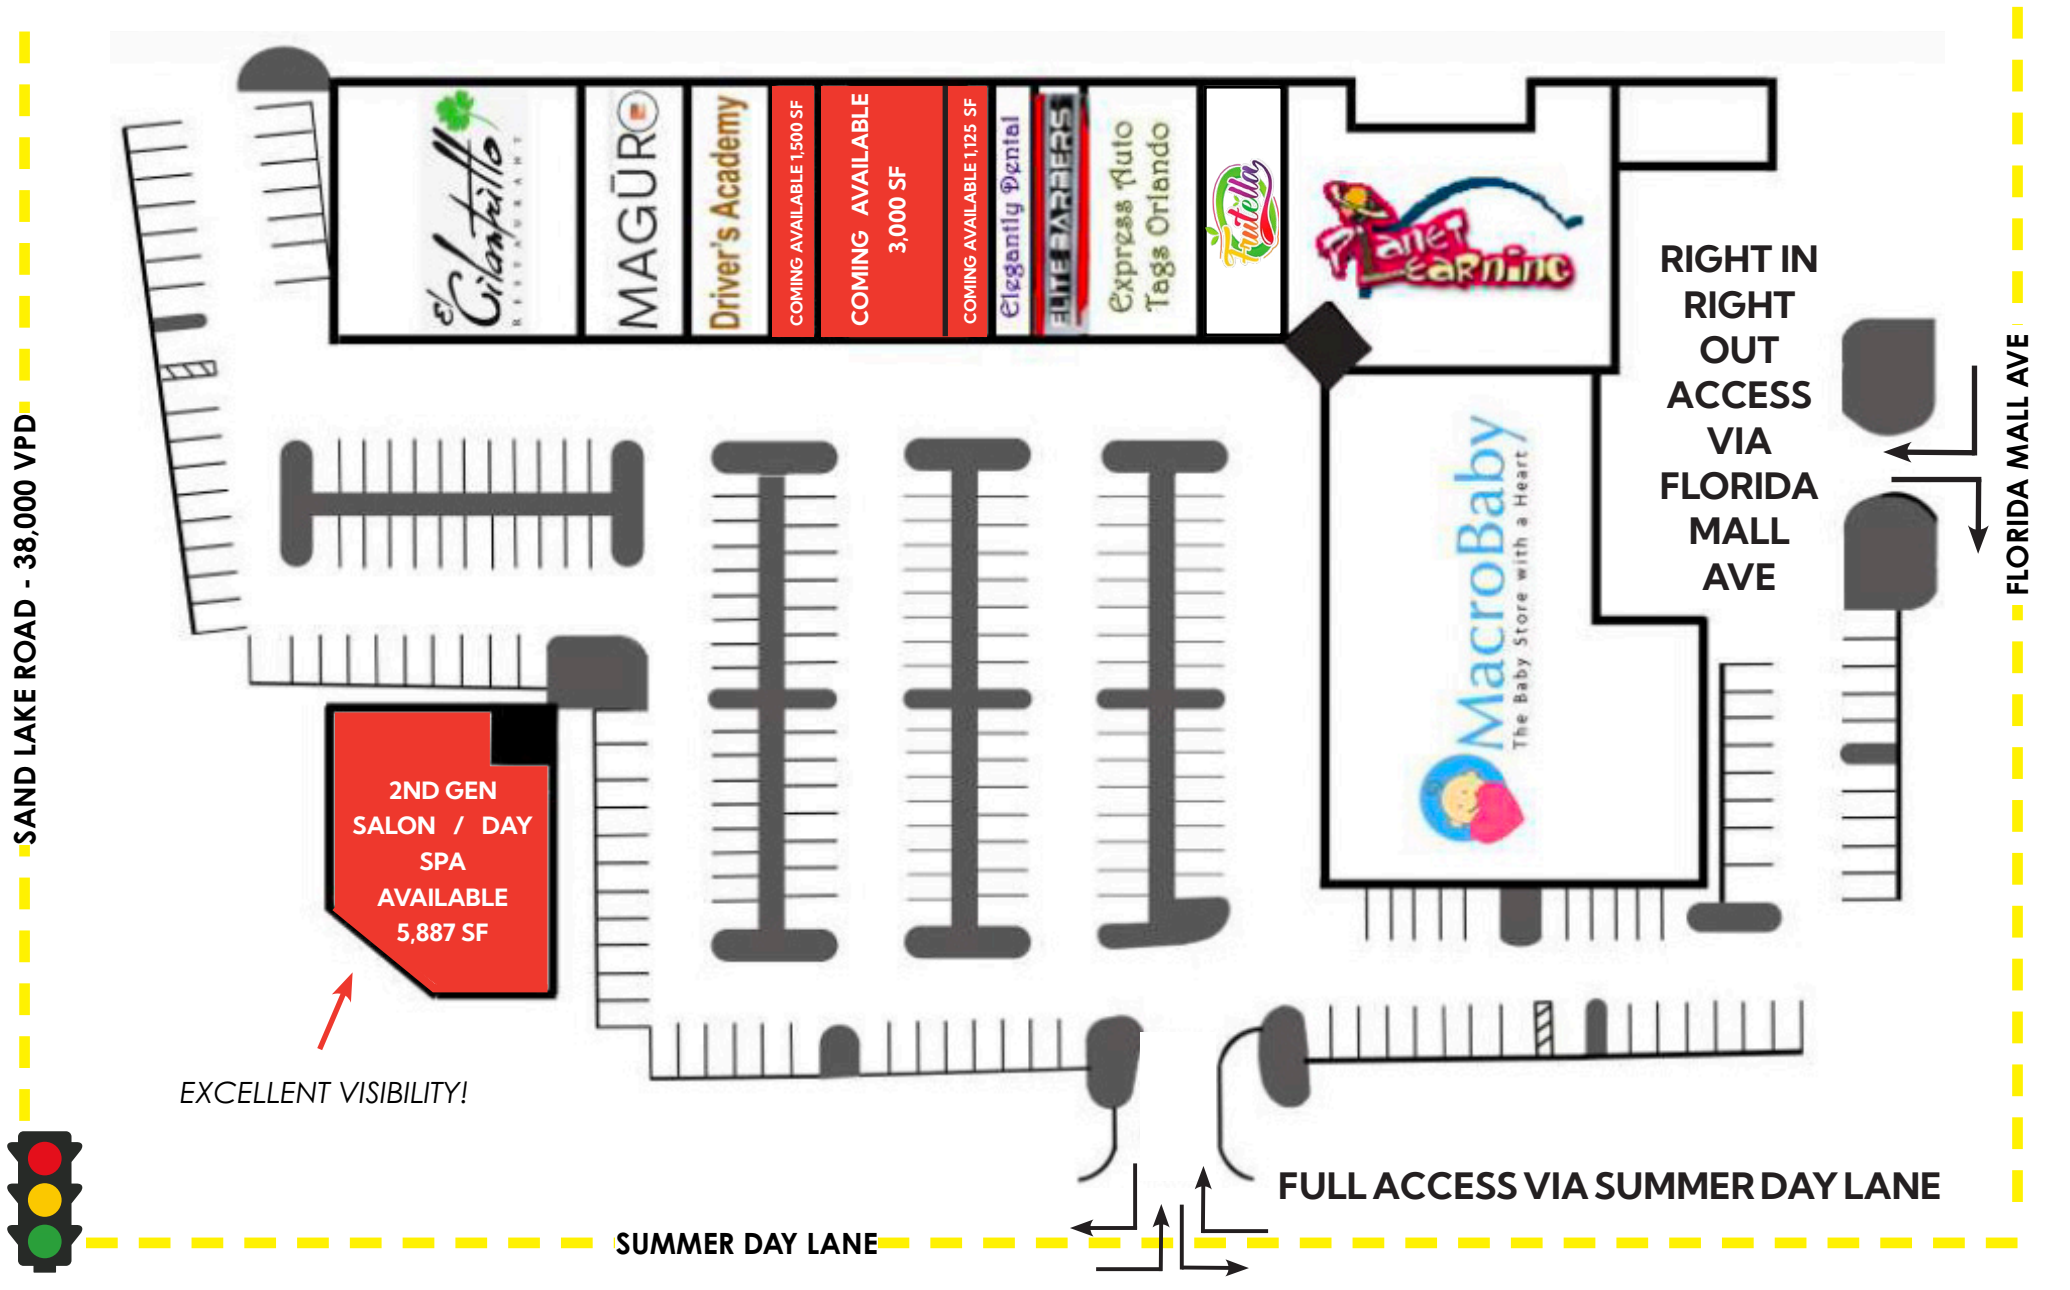 SAND LAKE ROAD - 38,000 VPD
El
Cilantrillo
RESTAURANT
MAGŪRO
Driver's Academy
COMING AVAILABLE 1,500 SF
COMING AVAILABLE
3,000 SF
COMING AVAILABLE 1,125 SF
Elegantly Dental
ELITE BARBERS
Express Auto
Tags Orlando
Frutella
Planet
Learning
RIGHT IN
RIGHT
OUT
ACCESS
VIA
FLORIDA
MALL
AVE
FLORIDA MALL AVE
MacroBaby
The Baby Store with a Heart
2ND GEN
SALON / DAY
SPA
AVAILABLE
5,887 SF
EXCELLENT VISIBILITY!
FULL ACCESS VIA SUMMER DAY LANE
SUMMER DAY LANE